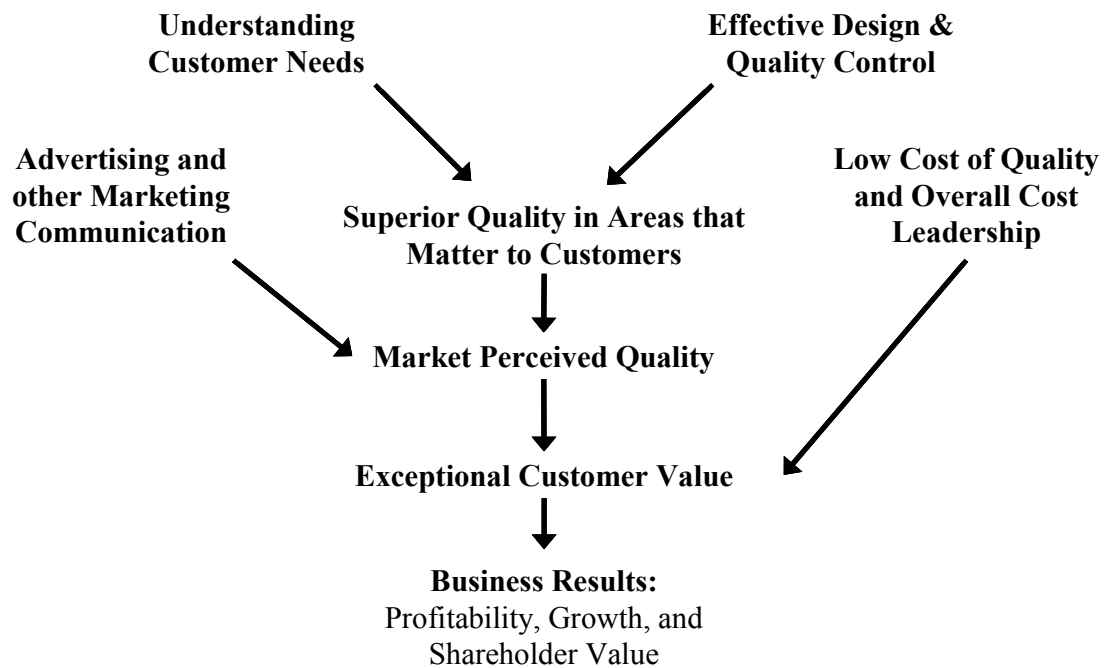 Understanding
Customer Needs
Effective Design &
Quality Control
Advertising and
other Marketing
Communication
Low Cost of Quality
and Overall Cost
Leadership
Superior Quality in Areas that
Matter to Customers
Market Perceived Quality
Exceptional Customer Value
Business Results:
Profitability, Growth, and
Shareholder Value